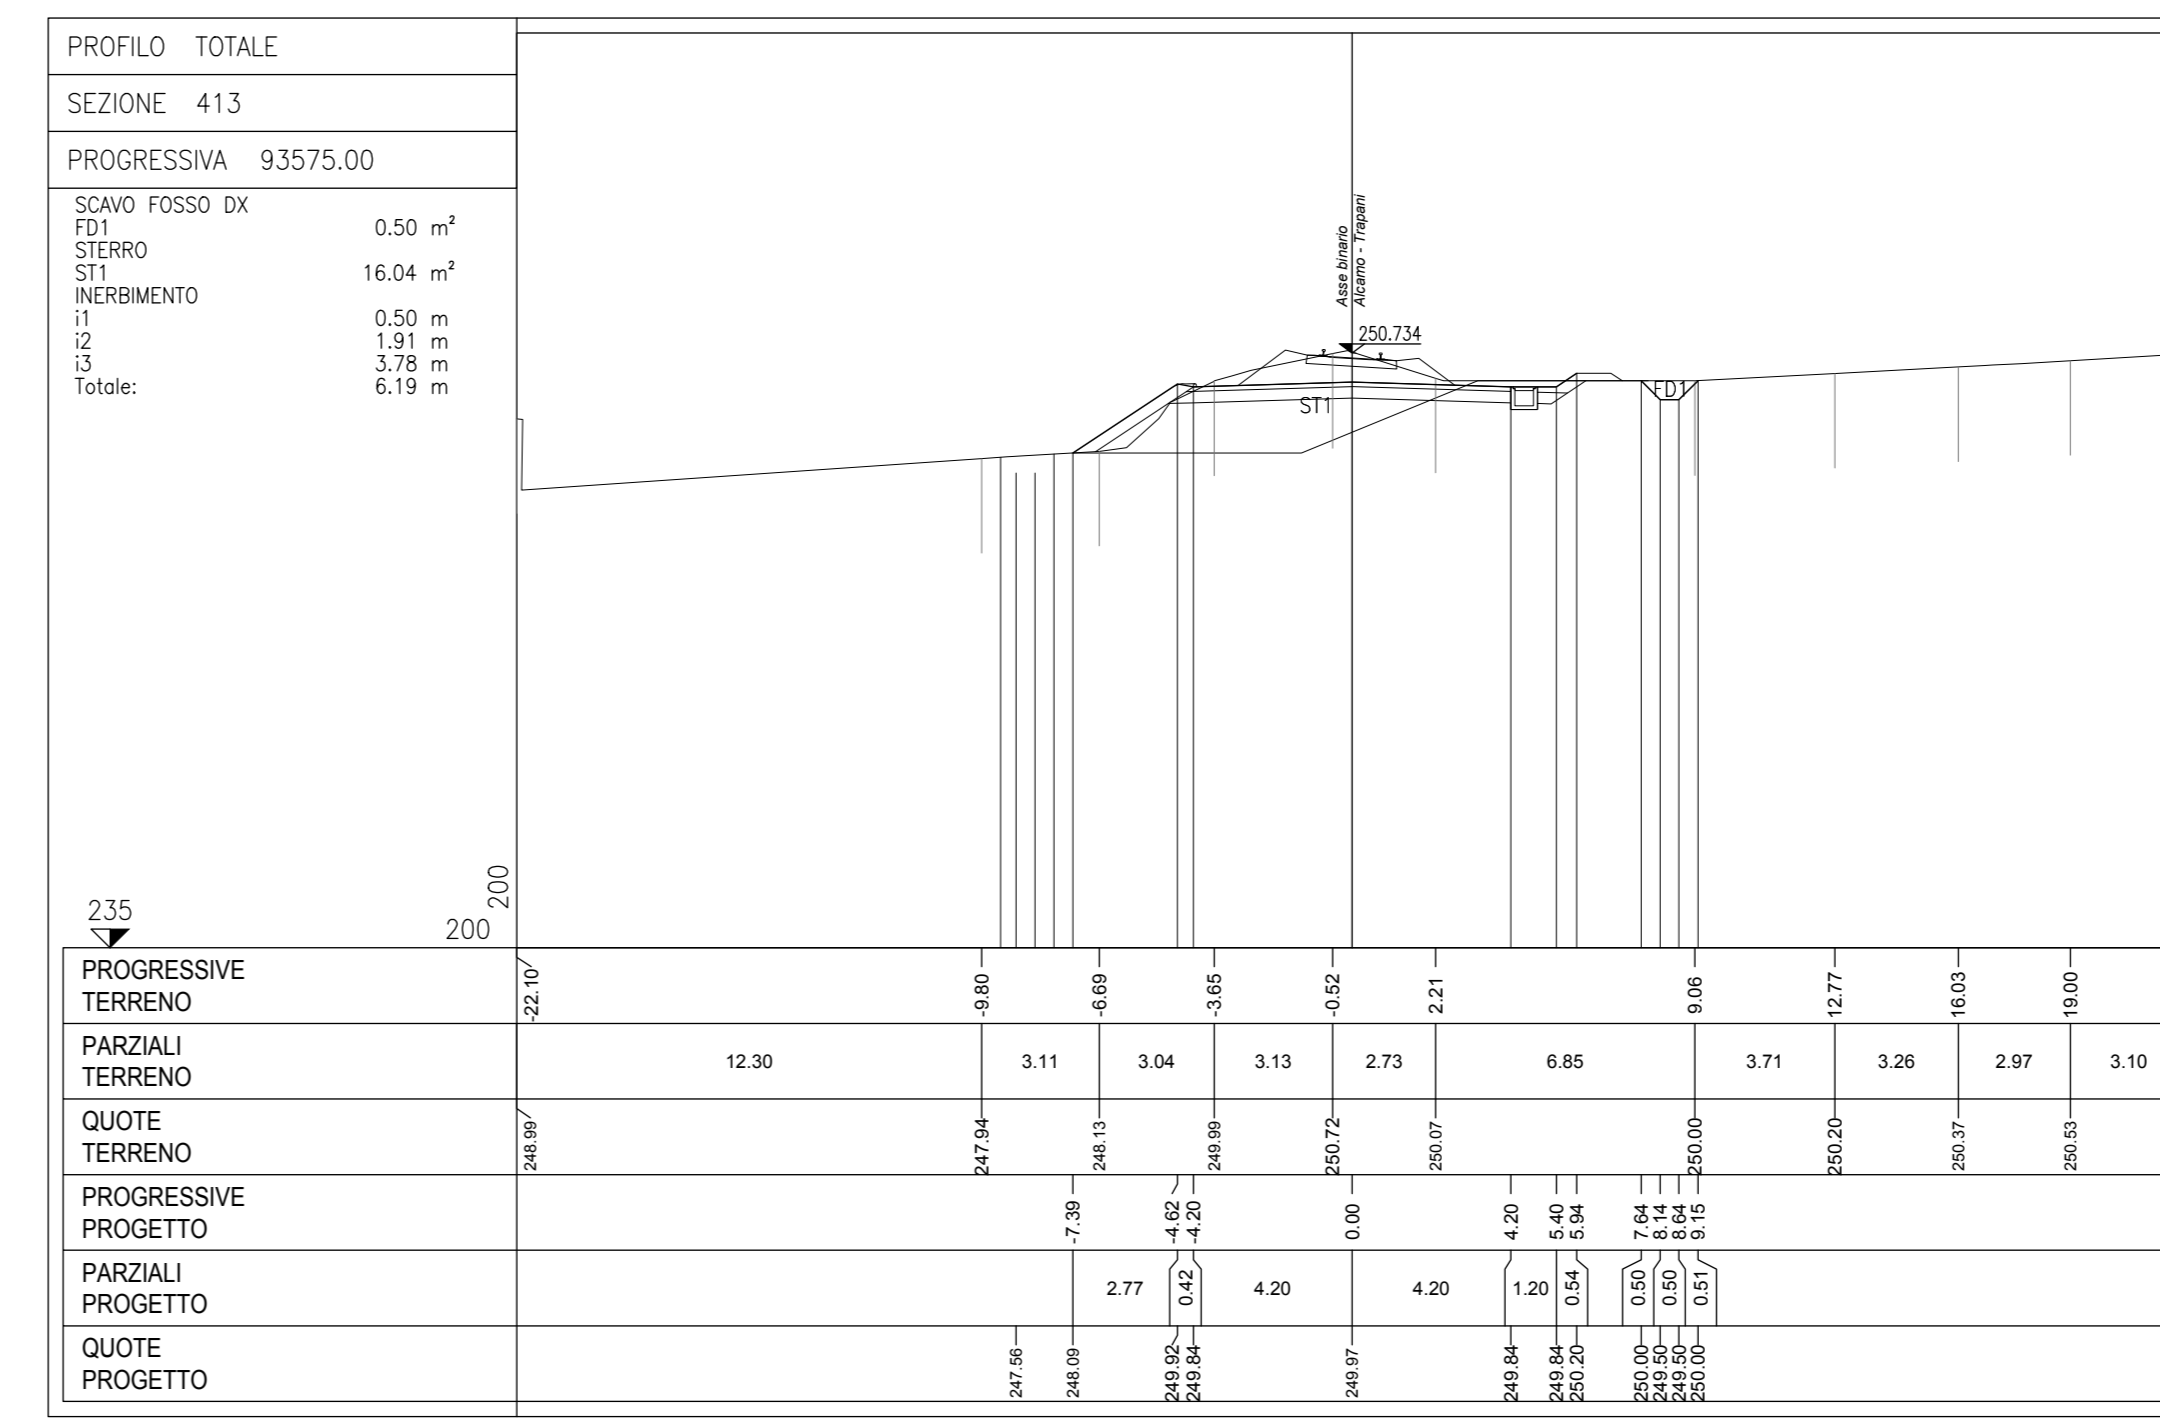 PROFILO TOTALE
SEZIONE 413
PROGRESSIVA 93575.00
SCAVO FOSSO DX
FD1 0.50 m²
STERRO
ST1 16.04 m²
INERBIMENTO
i1 0.50 m
i2 1.91 m
i3 3.78 m
Totale: 6.19 m
Asse binario
Alcamo - Trapani
250.734
ST1
FD1
235
200
200
PROGRESSIVE
TERRENO
-22.10 -9.80 -6.69 -3.65 -0.52 2.21 9.06 12.77 16.03 19.00
PARZIALI
TERRENO
12.30 3.11 3.04 3.13 2.73 6.85 3.71 3.26 2.97 3.10
QUOTE
TERRENO
248.99 247.94 248.13 249.99 250.72 250.07 250.00 250.20 250.37 250.53
PROGRESSIVE
PROGETTO
-7.39 -4.62 -4.20 0.00 4.20 5.40 5.94 7.64 8.14 8.64 9.15
PARZIALI
PROGETTO
2.77 0.42 4.20 4.20 1.20 0.54 0.50 0.50 0.51
QUOTE
PROGETTO
247.56 248.09 249.92 249.84 249.97 249.84 249.84 250.20 250.00 249.50 249.50 250.00